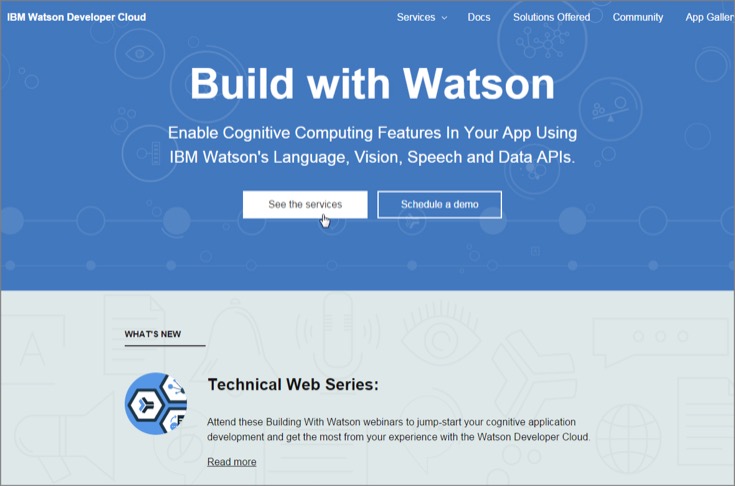 IBM Watson Developer Cloud
Services Docs Solutions Offered Community App Galler
Build with Watson
Enable Cognitive Computing Features In Your App Using
IBM Watson's Language, Vision, Speech and Data APIs.
See the services Schedule a demo
WHAT'S NEW
Technical Web Series:
Attend these Building With Watson webinars to jump-start your cognitive application
development and get the most from your experience with the Watson Developer Cloud.
Read more